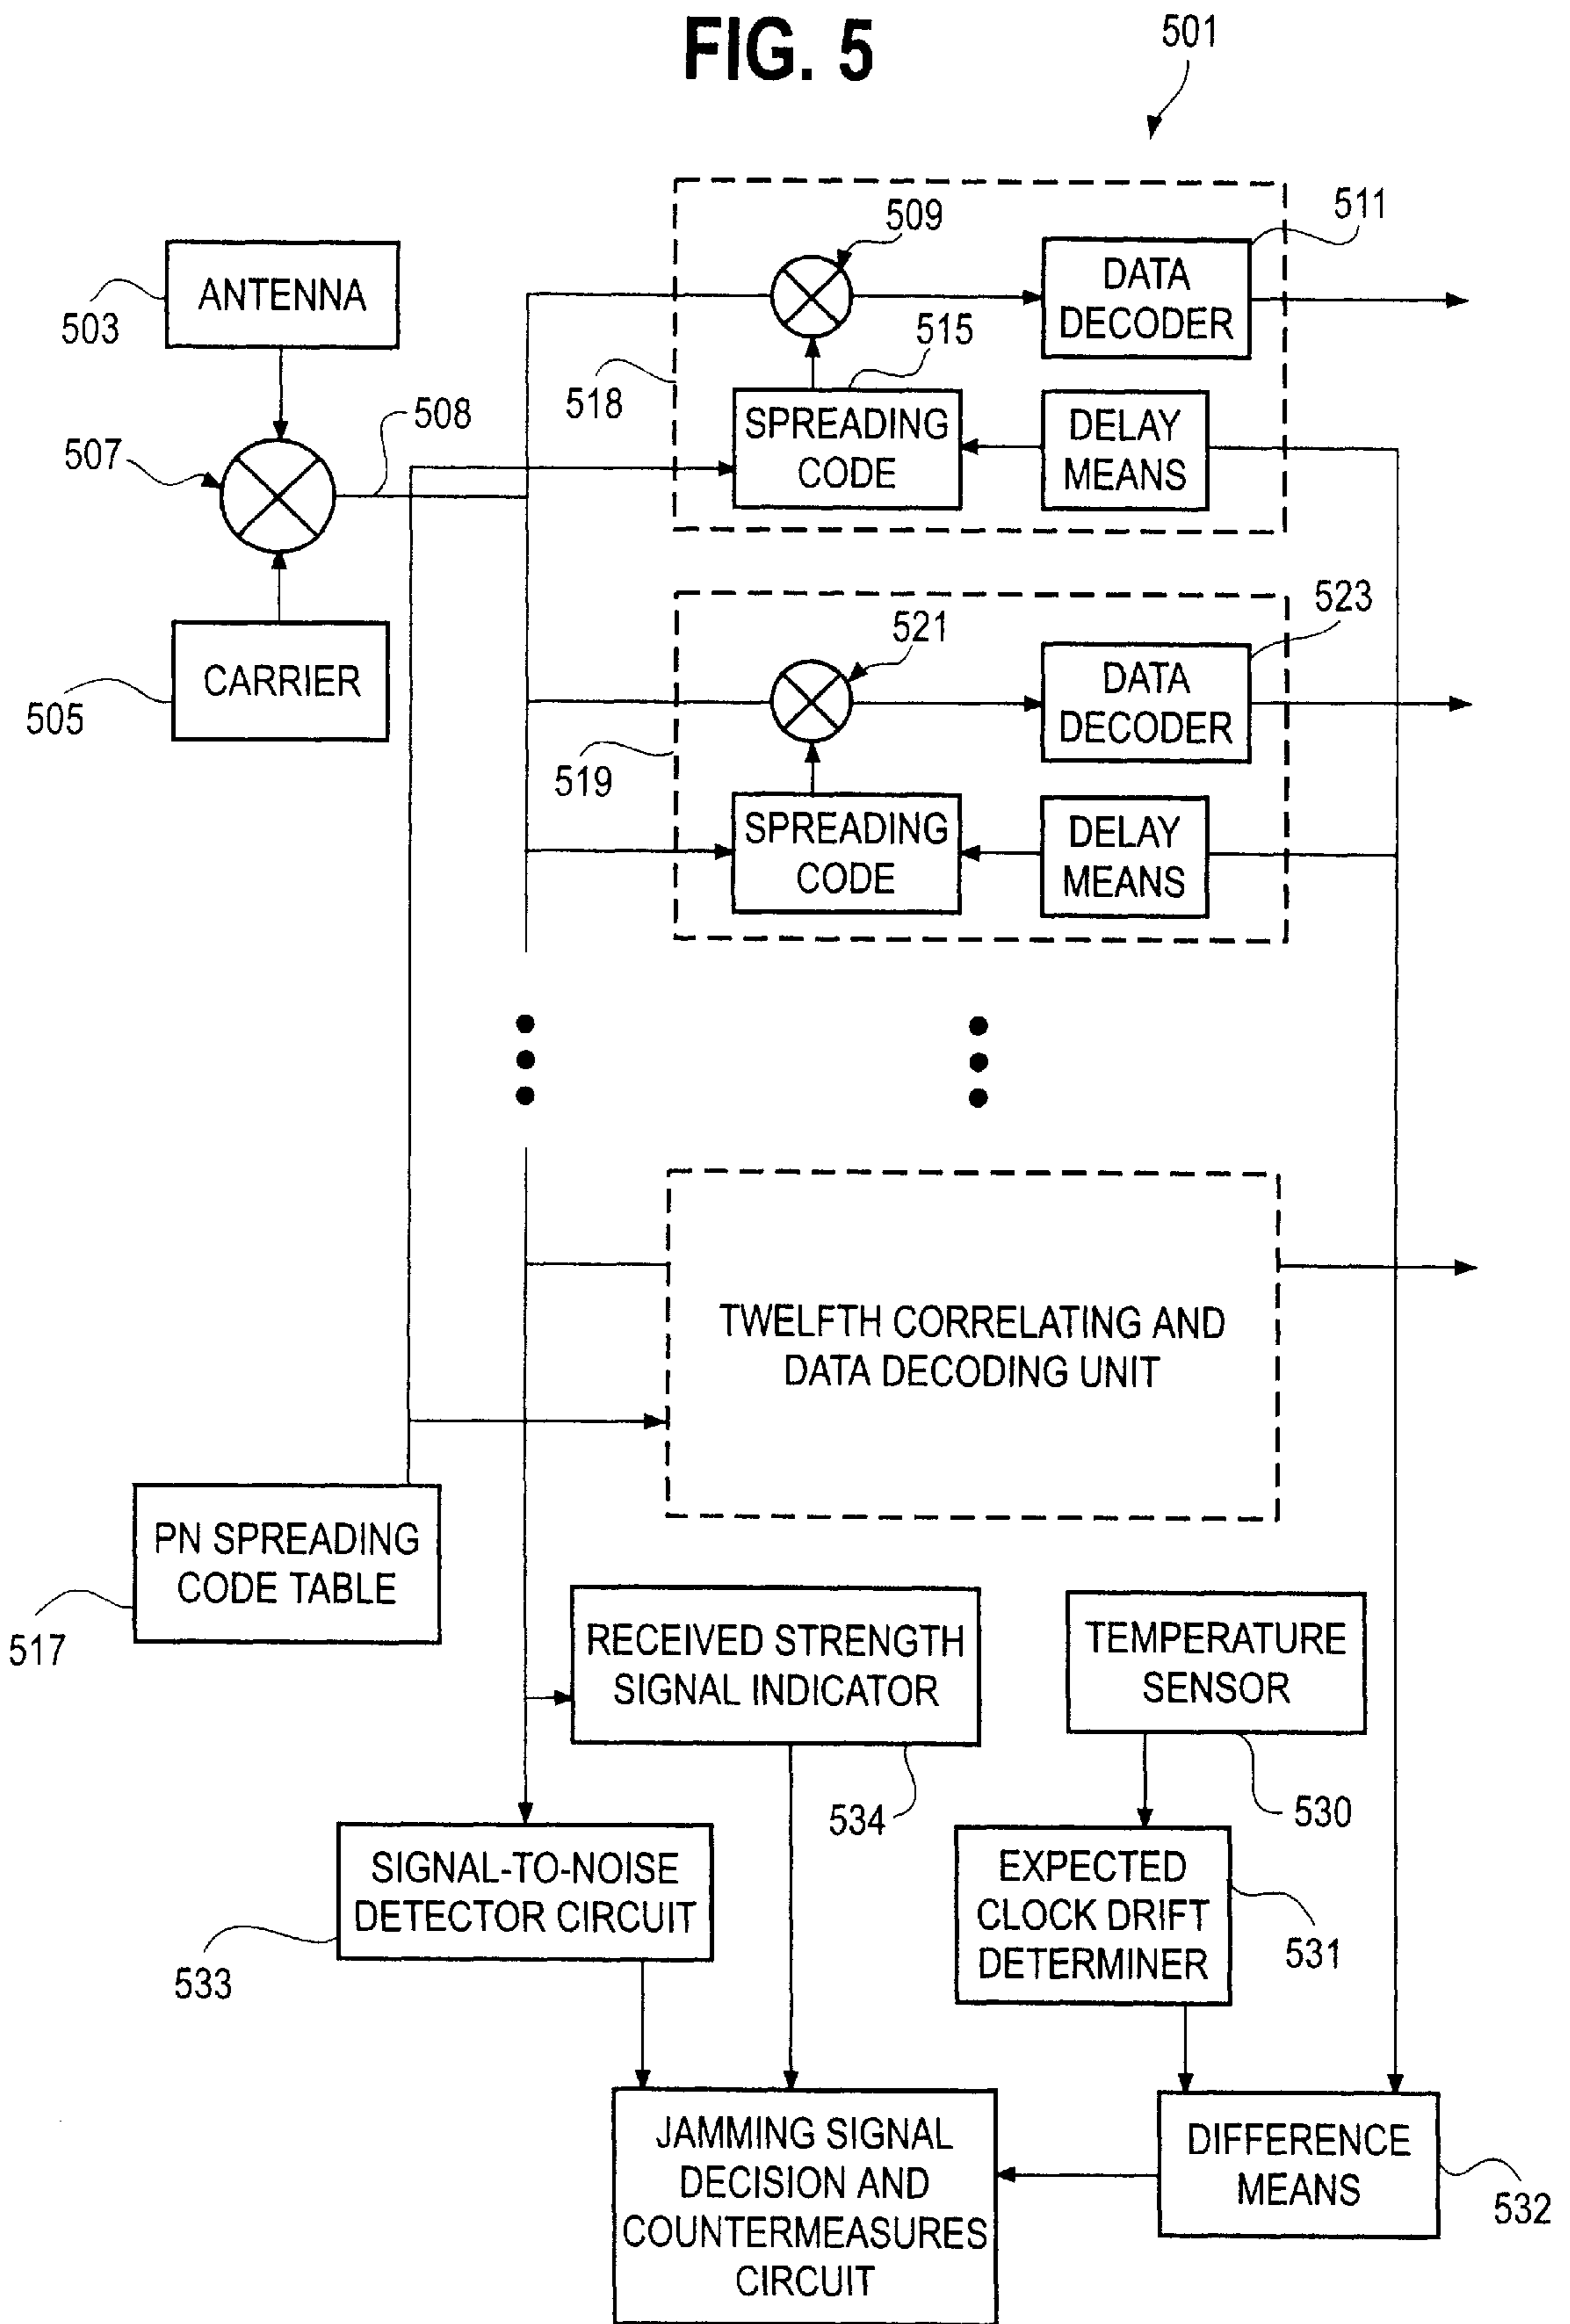 FIG. 5
501
509
511
ANTENNA
DATA
DECODER
503
515
518
508
SPREADING
CODE
DELAY
MEANS
507
523
521
CARRIER
DATA
DECODER
505
519
SPREADING
CODE
DELAY
MEANS
TWELFTH CORRELATING AND
DATA DECODING UNIT
PN SPREADING
CODE TABLE
517
RECEIVED STRENGTH
SIGNAL INDICATOR
TEMPERATURE
SENSOR
534
530
SIGNAL-TO-NOISE
DETECTOR CIRCUIT
EXPECTED
CLOCK DRIFT
DETERMINER
533
531
JAMMING SIGNAL
DECISION AND
COUNTERMEASURES
CIRCUIT
DIFFERENCE
MEANS
532